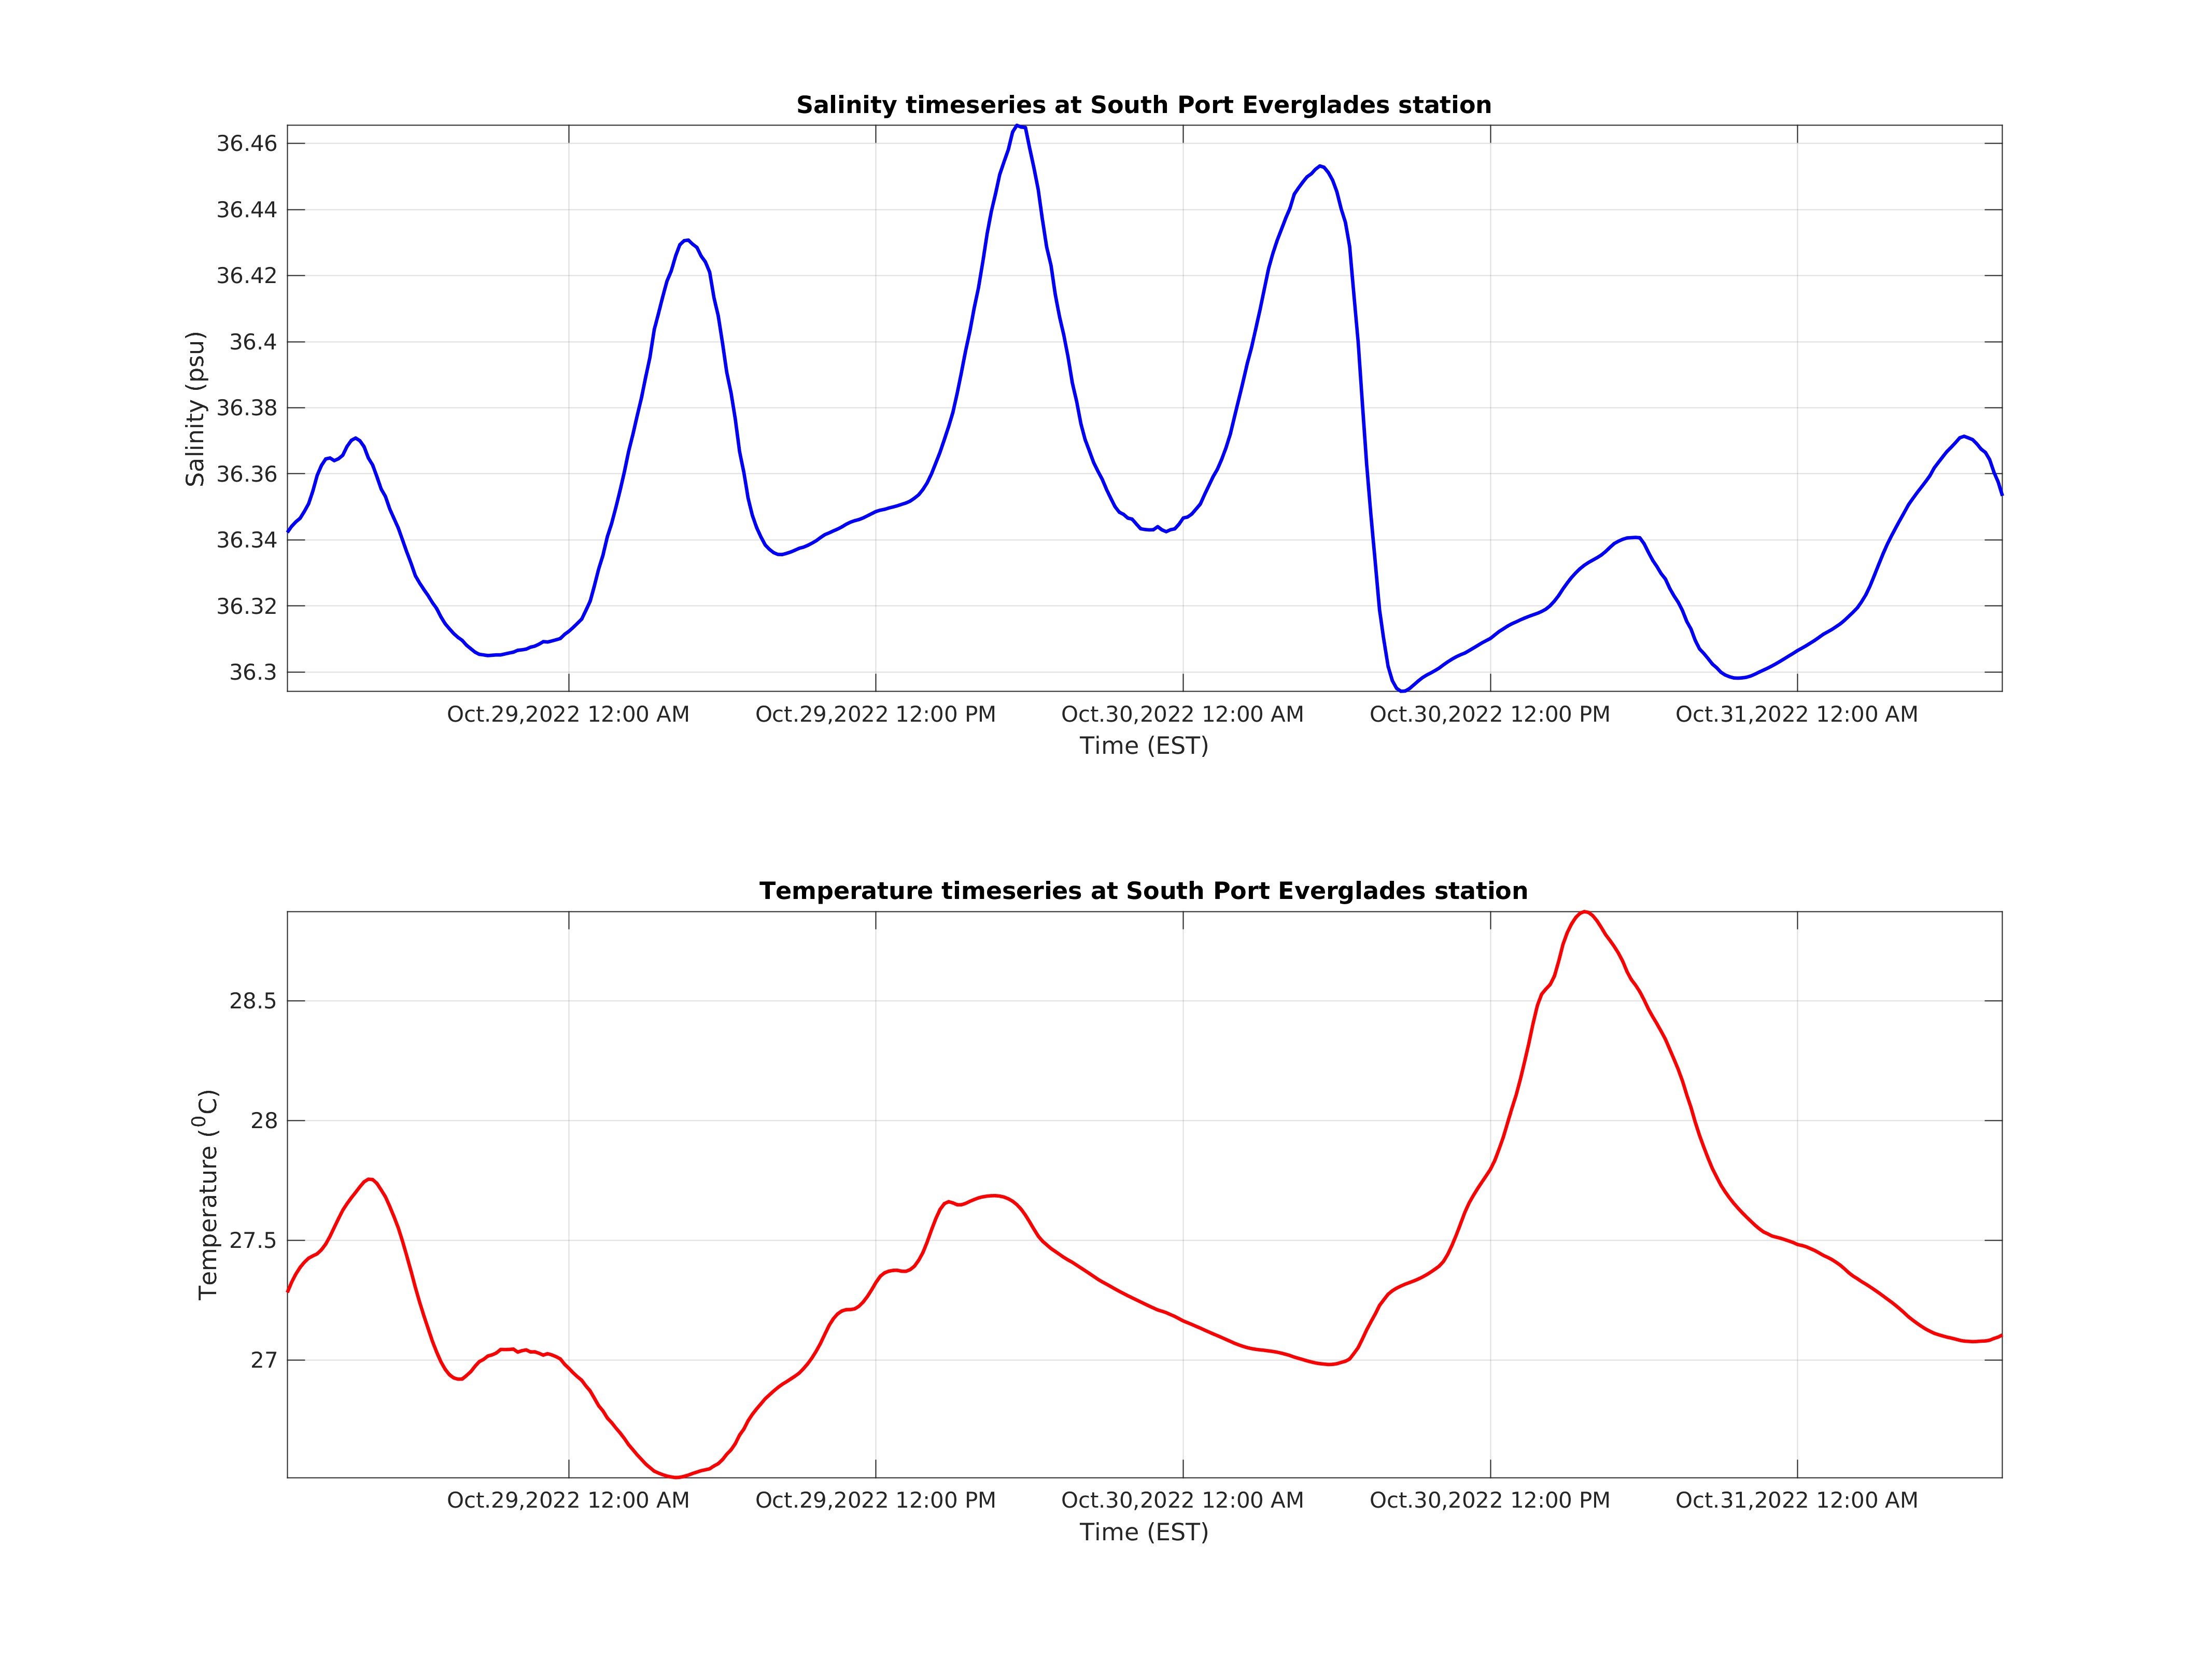 Salinity timeseries at South Port Everglades station
36.46
36.44
36.42
36.4
36.38
36.36
36.34
36.32
36.3
Salinity (psu)
Oct.29,2022 12:00 AM Oct.29,2022 12:00 PM Oct.30,2022 12:00 AM Oct.30,2022 12:00 PM Oct.31,2022 12:00 AM
Time (EST)
Temperature timeseries at South Port Everglades station
28.5
28
27.5
27
Temperature (⁰C)
Oct.29,2022 12:00 AM Oct.29,2022 12:00 PM Oct.30,2022 12:00 AM Oct.30,2022 12:00 PM Oct.31,2022 12:00 AM
Time (EST)